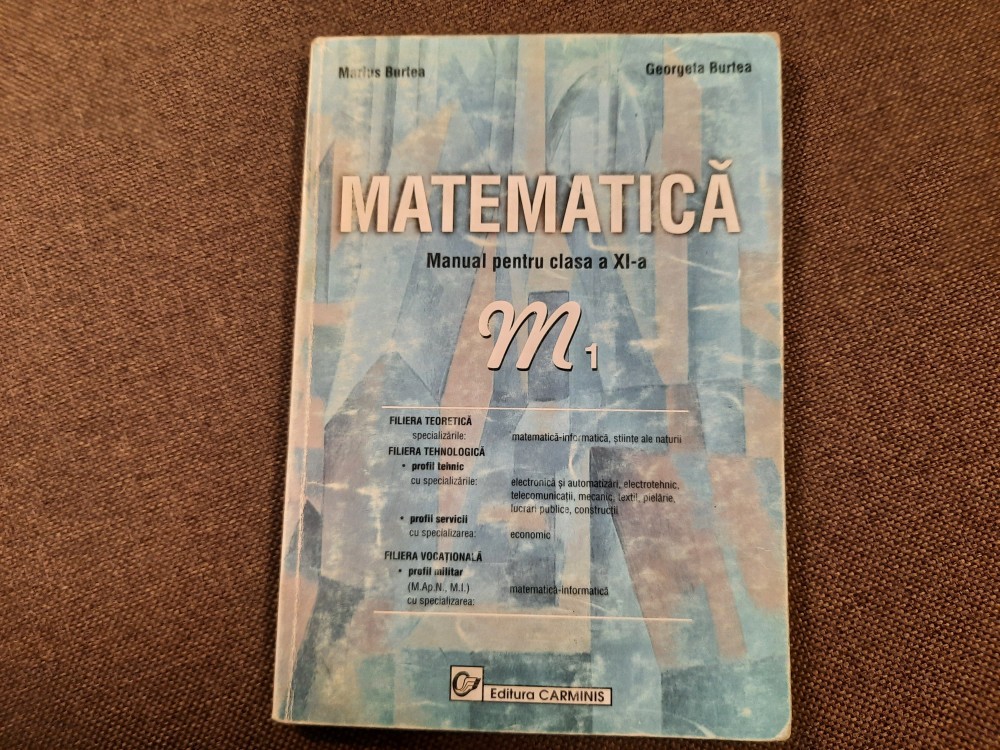 Marius Burtea Georgeta Burtea
MATEMATICĂ
Manual pentru clasa a XI-a
M1
FILIERA TEORETICĂ
specializările: matematică-informatică, științe ale naturii
FILIERA TEHNOLOGICĂ
• profil tehnic
cu specializările: electronică și automatizări, electrotehnic,
telecomunicații, mecanic, textil, pielărie,
lucrari publice, construcții
• profil servicii
cu specializarea: economic
FILIERA VOCAȚIONALĂ
• profil militar
(M.Ap.N., M.I.) matematică-informatică
cu specializarea:
Editura CARMINIS